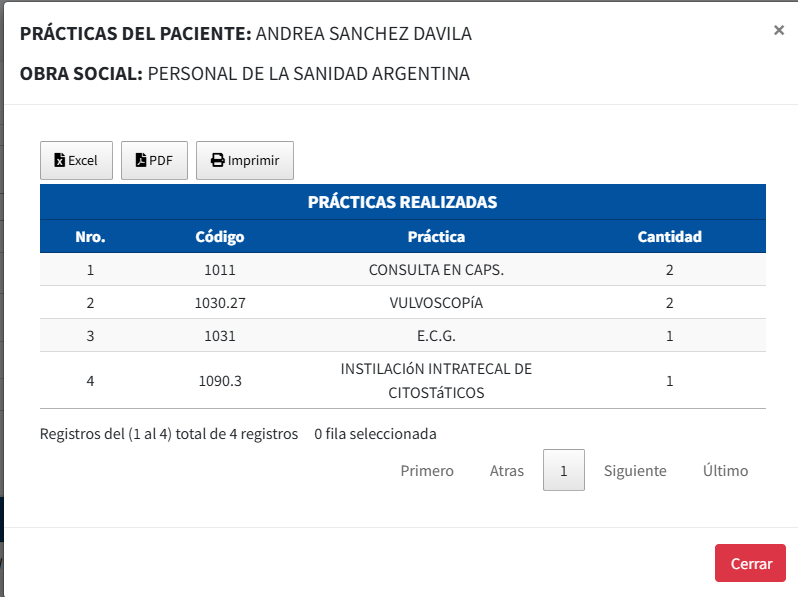 PRÁCTICAS DEL PACIENTE: ANDREA SANCHEZ DAVILA
×
OBRA SOCIAL: PERSONAL DE LA SANIDAD ARGENTINA
Excel PDF Imprimir
PRÁCTICAS REALIZADAS
Nro. Código Práctica Cantidad
1 1011 CONSULTA EN CAPS. 2
2 1030.27 VULVOSCOPíA 2
3 1031 E.C.G. 1
4 1090.3 INSTILACIóN INTRATECAL DE 1
CITOSTáTICOS
Registros del (1 al 4) total de 4 registros 0 fila seleccionada
Primero Atras 1 Siguiente Último
Cerrar